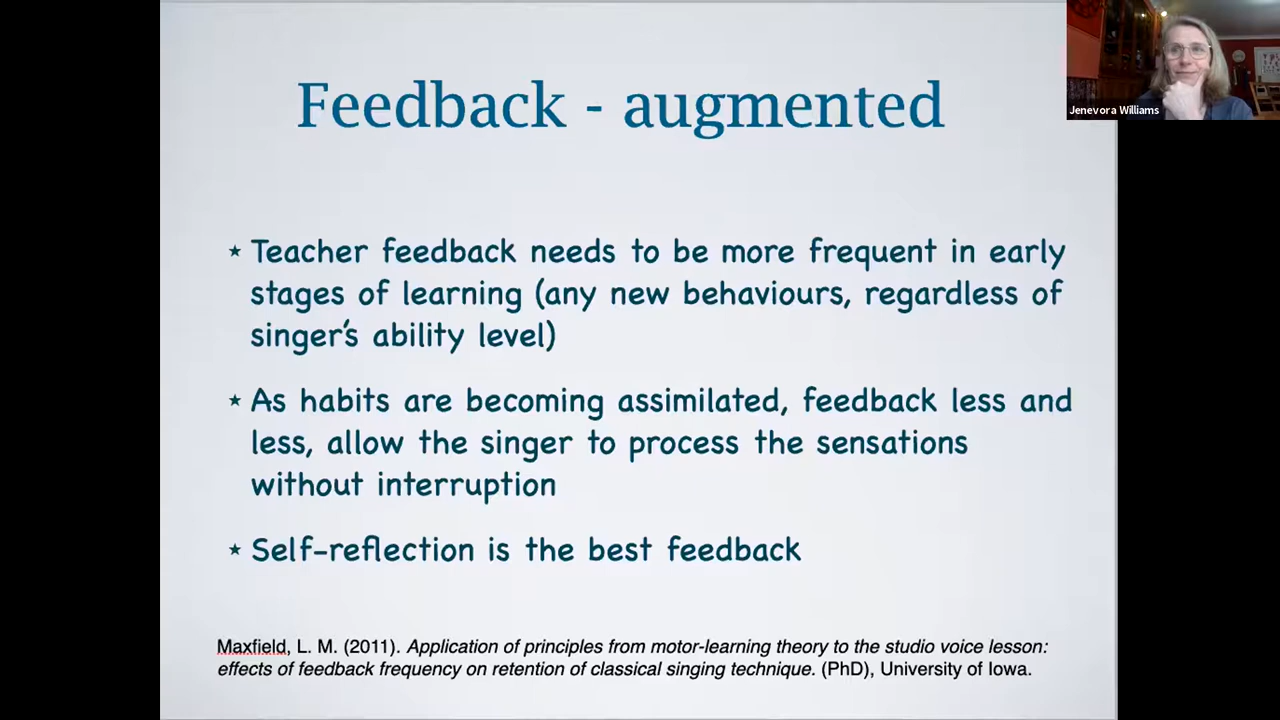 Feedback - augmented
Jenevora Williams
* Teacher feedback needs to be more frequent in early
stages of learning (any new behaviours, regardless of
singer's ability level)
* As habits are becoming assimilated, feedback less and
less, allow the singer to process the sensations
without interruption
* Self-reflection is the best feedback
Maxfield, L. M. (2011). Application of principles from motor-learning theory to the studio voice lesson:
effects of feedback frequency on retention of classical singing technique. (PhD), University of Iowa.